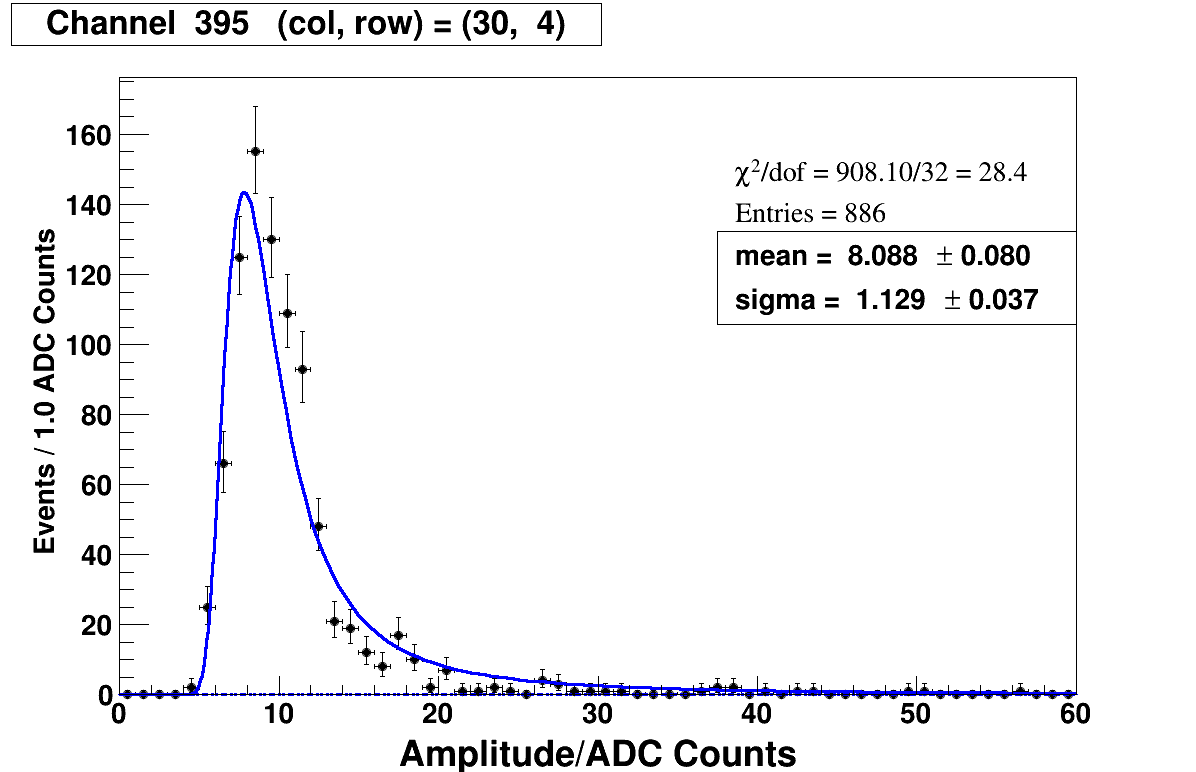 Channel 395 (col, row) = (30, 4)
χ²/dof = 908.10/32 = 28.4
Entries = 886
mean = 8.088 ± 0.080
sigma = 1.129 ± 0.037
Events / 1.0 ADC Counts
160
140
120
100
80
60
40
20
0
0 10 20 30 40 50 60
Amplitude/ADC Counts